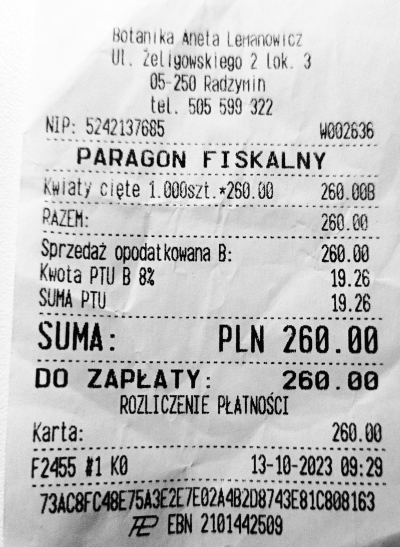 Botanika Aneta Lemanowicz
Ul. Żeligowskiego 2 lok. 3
05-250 Radzymin
tel. 505 599 322
NIP: 5242137685 W002636
PARAGON FISKALNY
Kwiaty cięte 1.000szt.*260.00 260.00B
RAZEM: 260.00
Sprzedaż opodatkowana B: 260.00
Kwota PTU B 8% 19.26
SUMA PTU 19.26
SUMA: PLN 260.00
DO ZAPŁATY: 260.00
ROZLICZENIE PŁATNOŚCI
Karta: 260.00
F2455 #1 K0 13-10-2023 09:29
73AC8FC48E75A3E2E7E02A4B2D8743E81C808163
EBN 2101442509